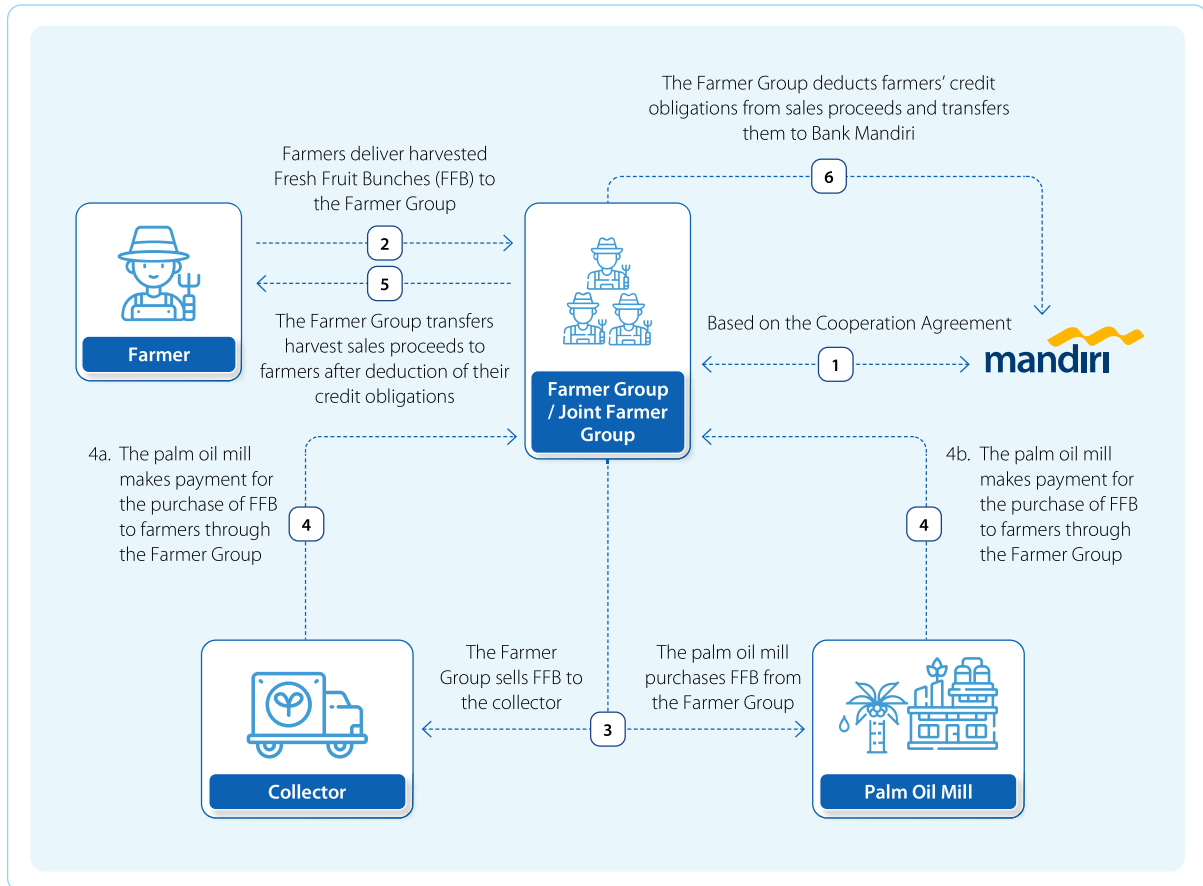 The Farmer Group deducts farmers’ credit
obligations from sales proceeds and transfers
them to Bank Mandiri
6
Farmers deliver harvested
Fresh Fruit Bunches (FFB) to
the Farmer Group
2
5
The Farmer Group transfers
harvest sales proceeds to
farmers after deduction of their
credit obligations
Farmer
Farmer Group
/ Joint Farmer
Group
Based on the Cooperation Agreement
1
mandiri
4a. The palm oil mill
makes payment for
the purchase of FFB
to farmers through
the Farmer Group
4
4b. The palm oil mill
makes payment for
the purchase of FFB
to farmers through
the Farmer Group
4
The Farmer
Group sells FFB to
the collector
The palm oil mill
purchases FFB from
the Farmer Group
3
Collector
Palm Oil Mill